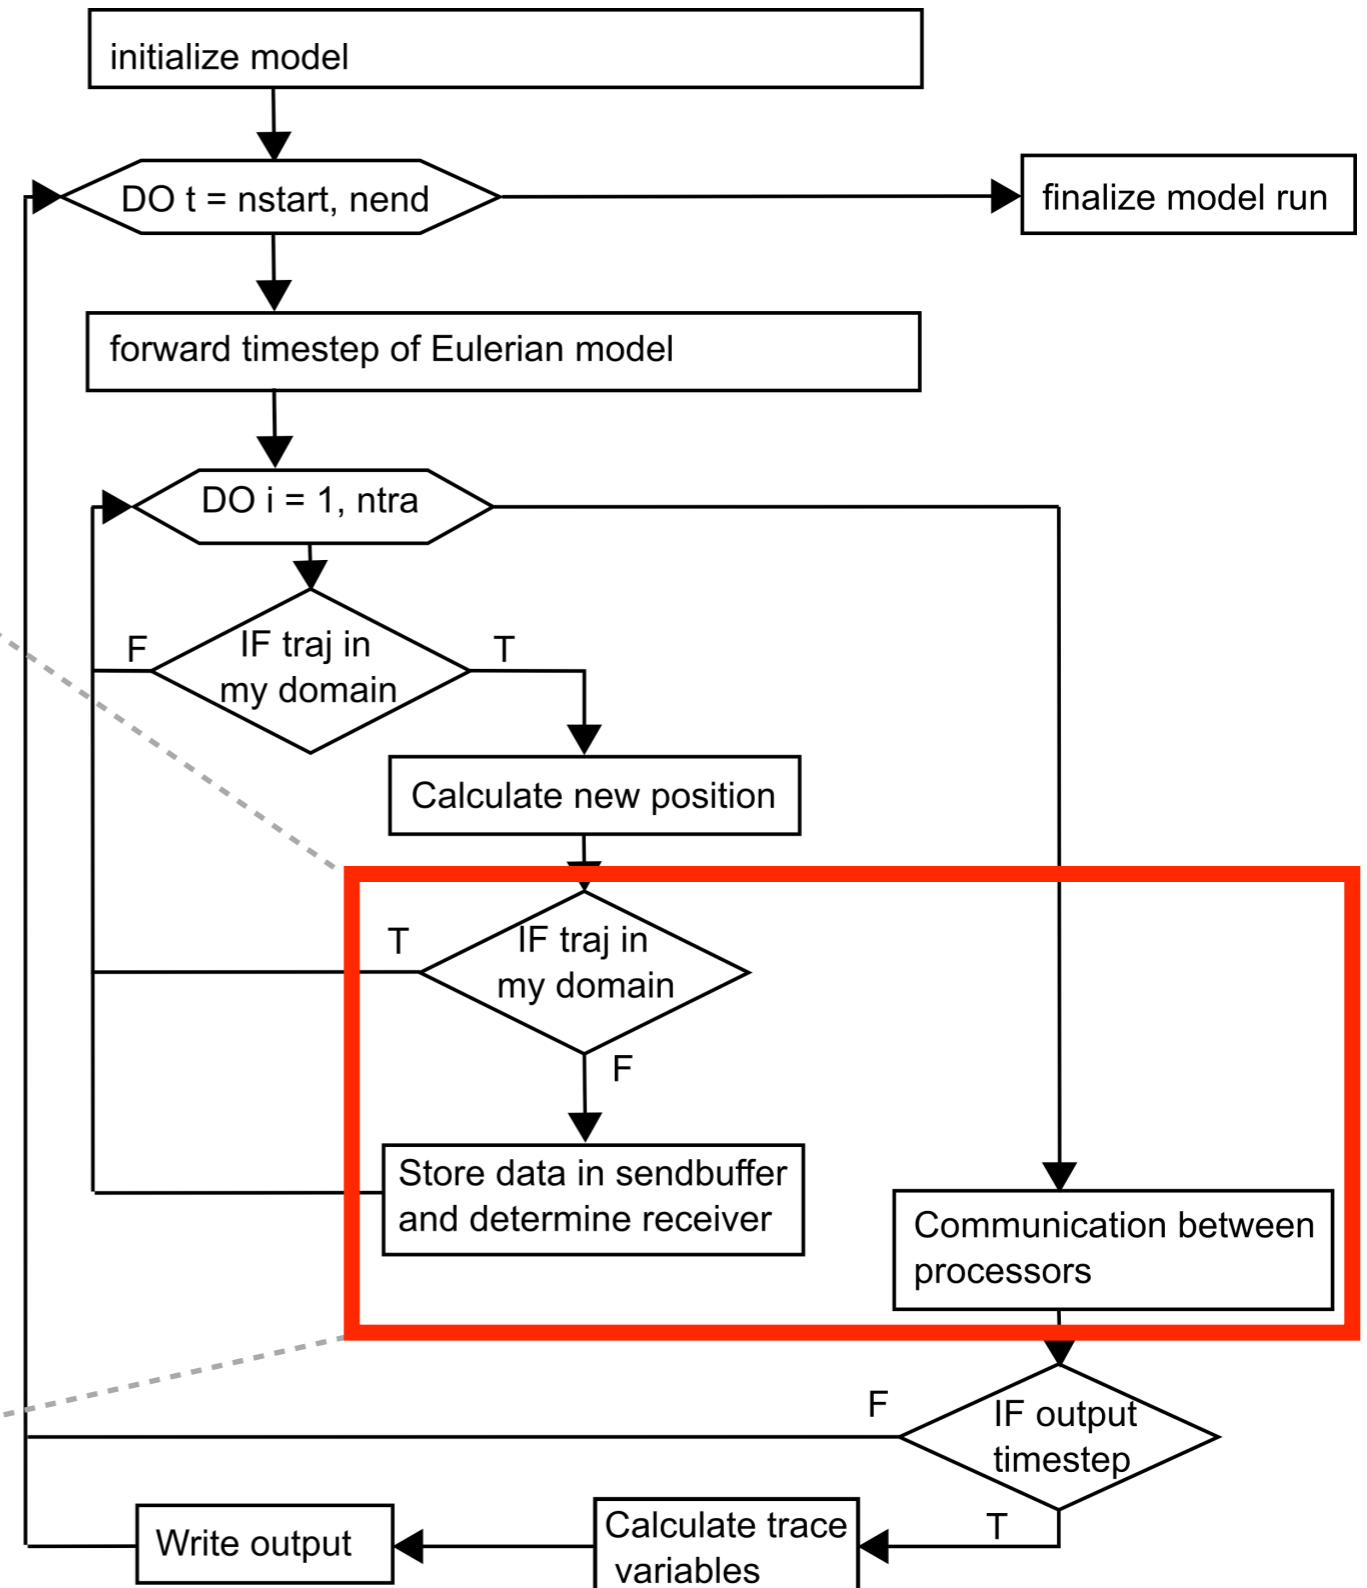 initialize model
DO t = nstart, nend
finalize model run
forward timestep of Eulerian model
DO i = 1, ntra
F
IF traj in
my domain
T
Calculate new position
T
IF traj in
my domain
F
Store data in sendbuffer
and determine receiver
Communication between
processors
F
IF output
timestep
T
Calculate trace
variables
Write output